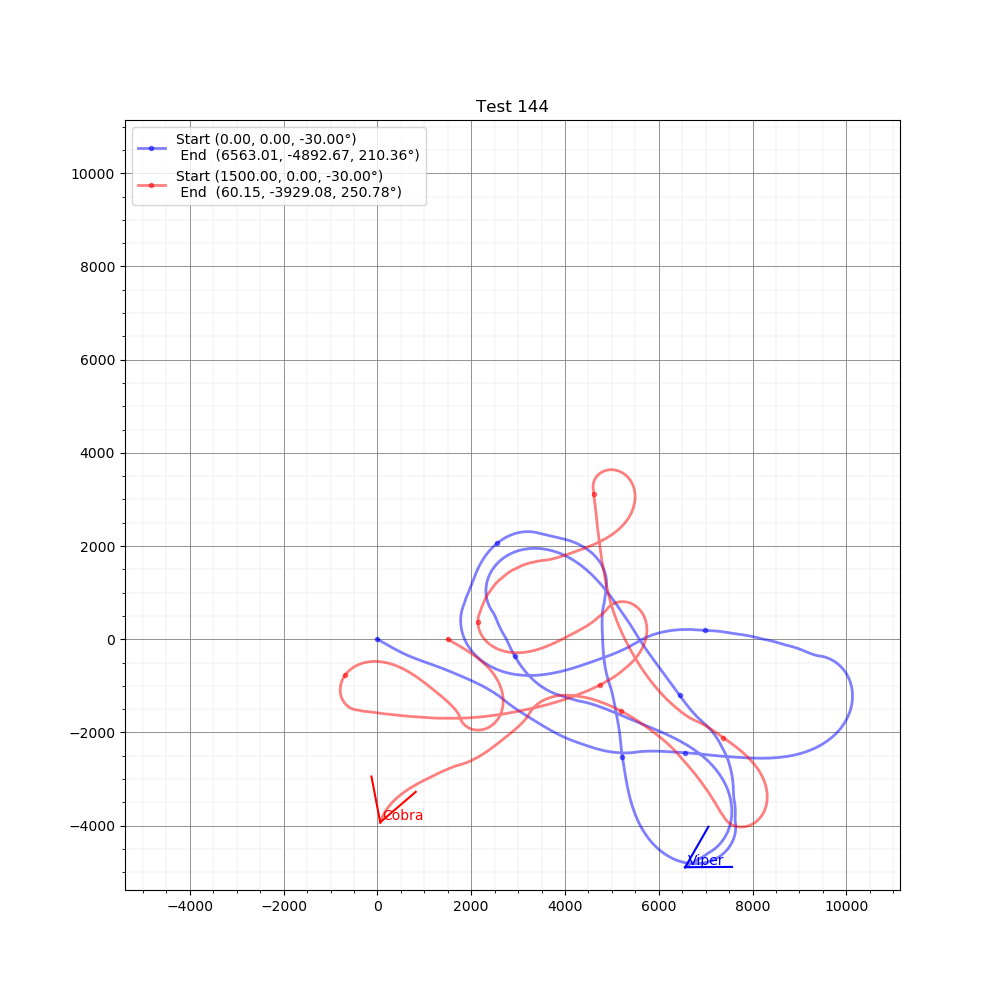 Test 144
Start (0.00, 0.00, -30.00°)
End  (6563.01, -4892.67, 210.36°)
Start (1500.00, 0.00, -30.00°)
End  (60.15, -3929.08, 250.78°)
10000
8000
6000
4000
2000
0
−2000
−4000
Cobra
Viper
−4000 −2000 0 2000 4000 6000 8000 10000